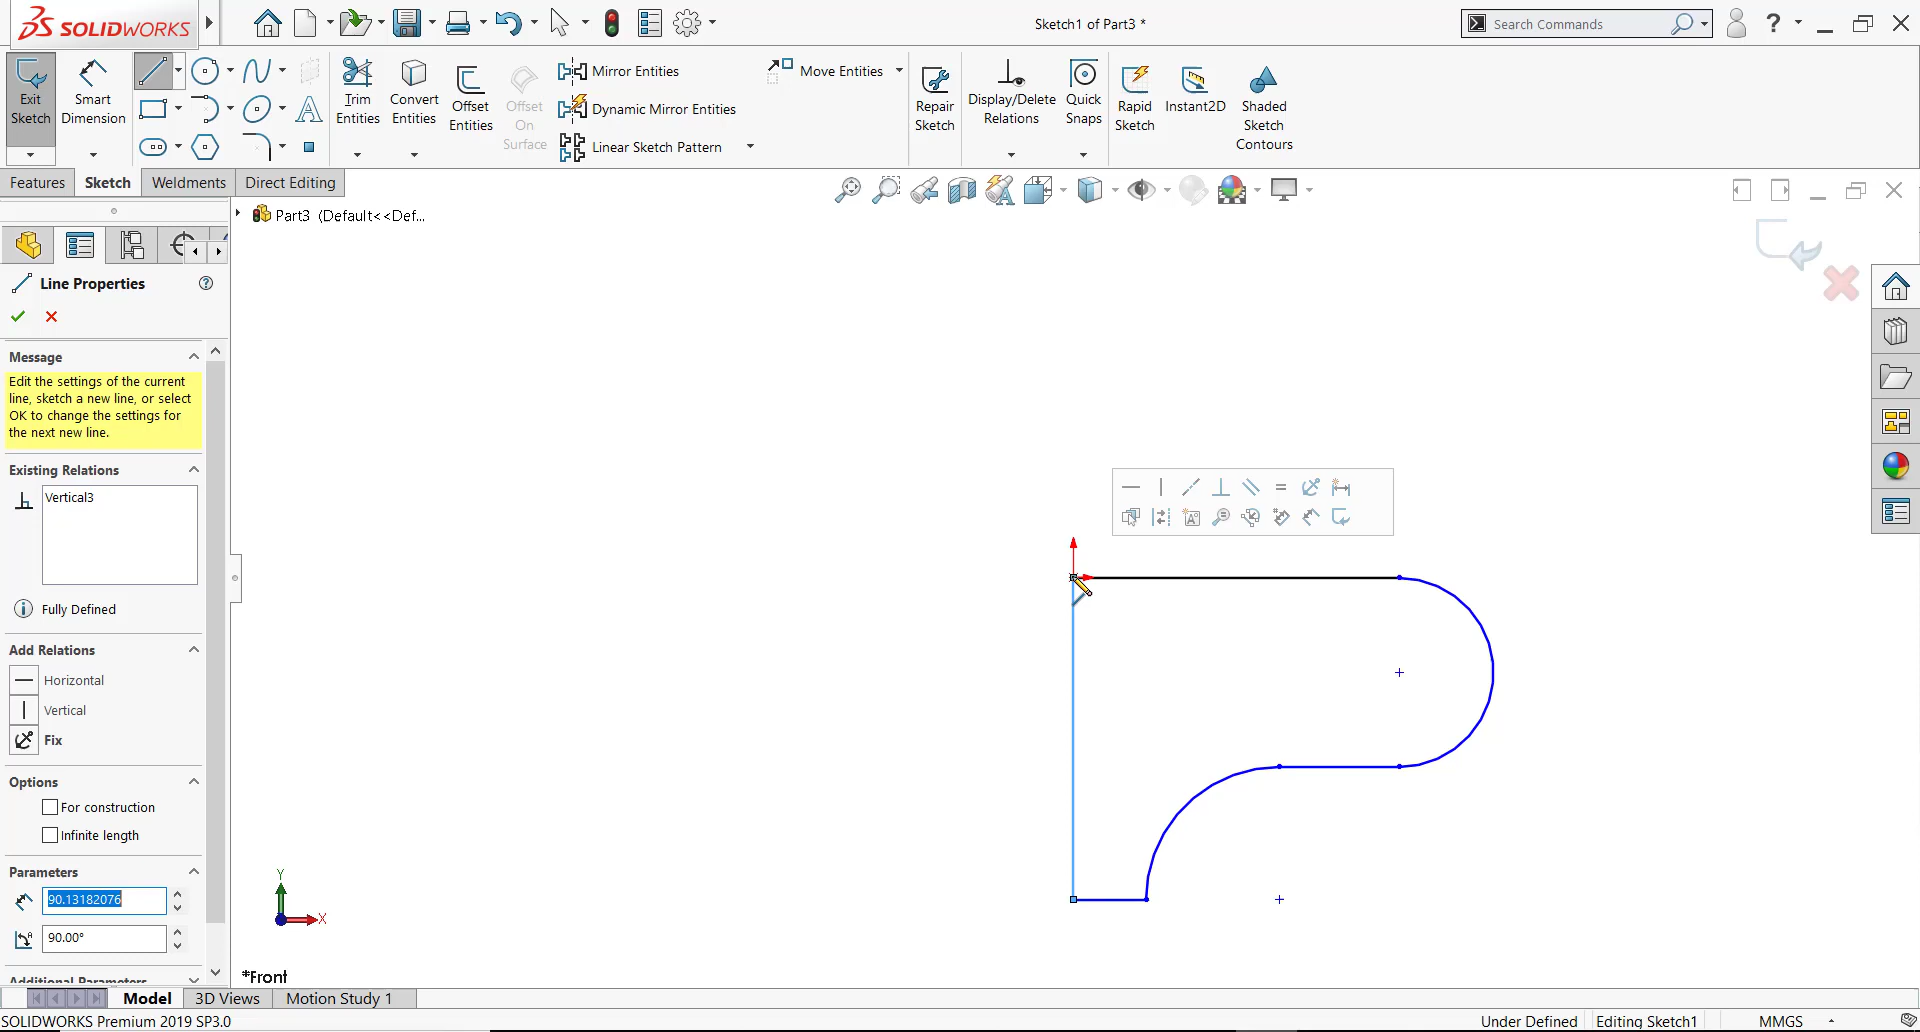 SOLIDWORKS
Sketch1 of Part3 *
Search Commands
?
Exit Sketch
Smart Dimension
Trim Entities
Convert Entities
Offset Entities
Offset On Surface
Mirror Entities
Dynamic Mirror Entities
Linear Sketch Pattern
Move Entities
Repair Sketch
Display/Delete Relations
Quick Snaps
Rapid Sketch
Instant2D
Shaded Sketch Contours
Features
Sketch
Weldments
Direct Editing
Part3 (Default<<Def...
Line Properties
Message
Edit the settings of the current
line, sketch a new line, or select
OK to change the settings for
the next new line.
Existing Relations
Vertical3
Fully Defined
Add Relations
Horizontal
Vertical
Fix
Options
For construction
Infinite length
Parameters
90.13182076
90.00°
Additional Parameters
Y
X
*Front
Model
3D Views
Motion Study 1
SOLIDWORKS Premium 2019 SP3.0
Under Defined
Editing Sketch1
MMGS